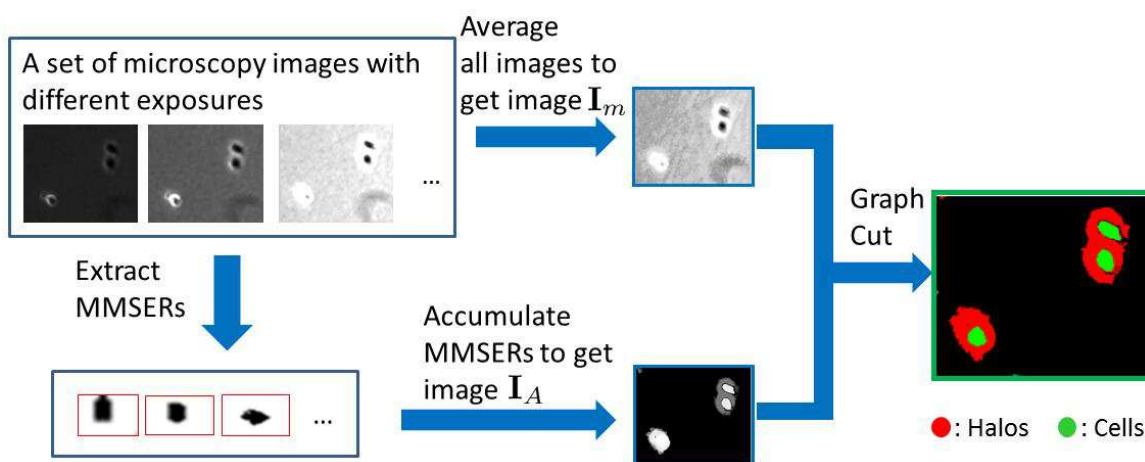 A set of microscopy images with
different exposures
...
Average
all images to
get image I_m
Extract
MMSERs
...
Accumulate
MMSERs to get
image I_A
Graph
Cut
: Halos
: Cells